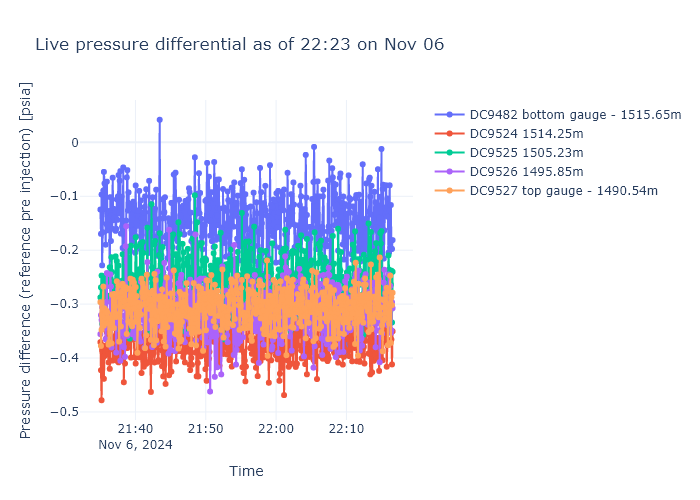 Live pressure differential as of 22:23 on Nov 06
Pressure difference (reference pre injection) [psia]
0
−0.1
−0.2
−0.3
−0.4
−0.5
21:40
21:50
22:00
22:10
Nov 6, 2024
Time
DC9482 bottom gauge - 1515.65m
DC9524 1514.25m
DC9525 1505.23m
DC9526 1495.85m
DC9527 top gauge - 1490.54m